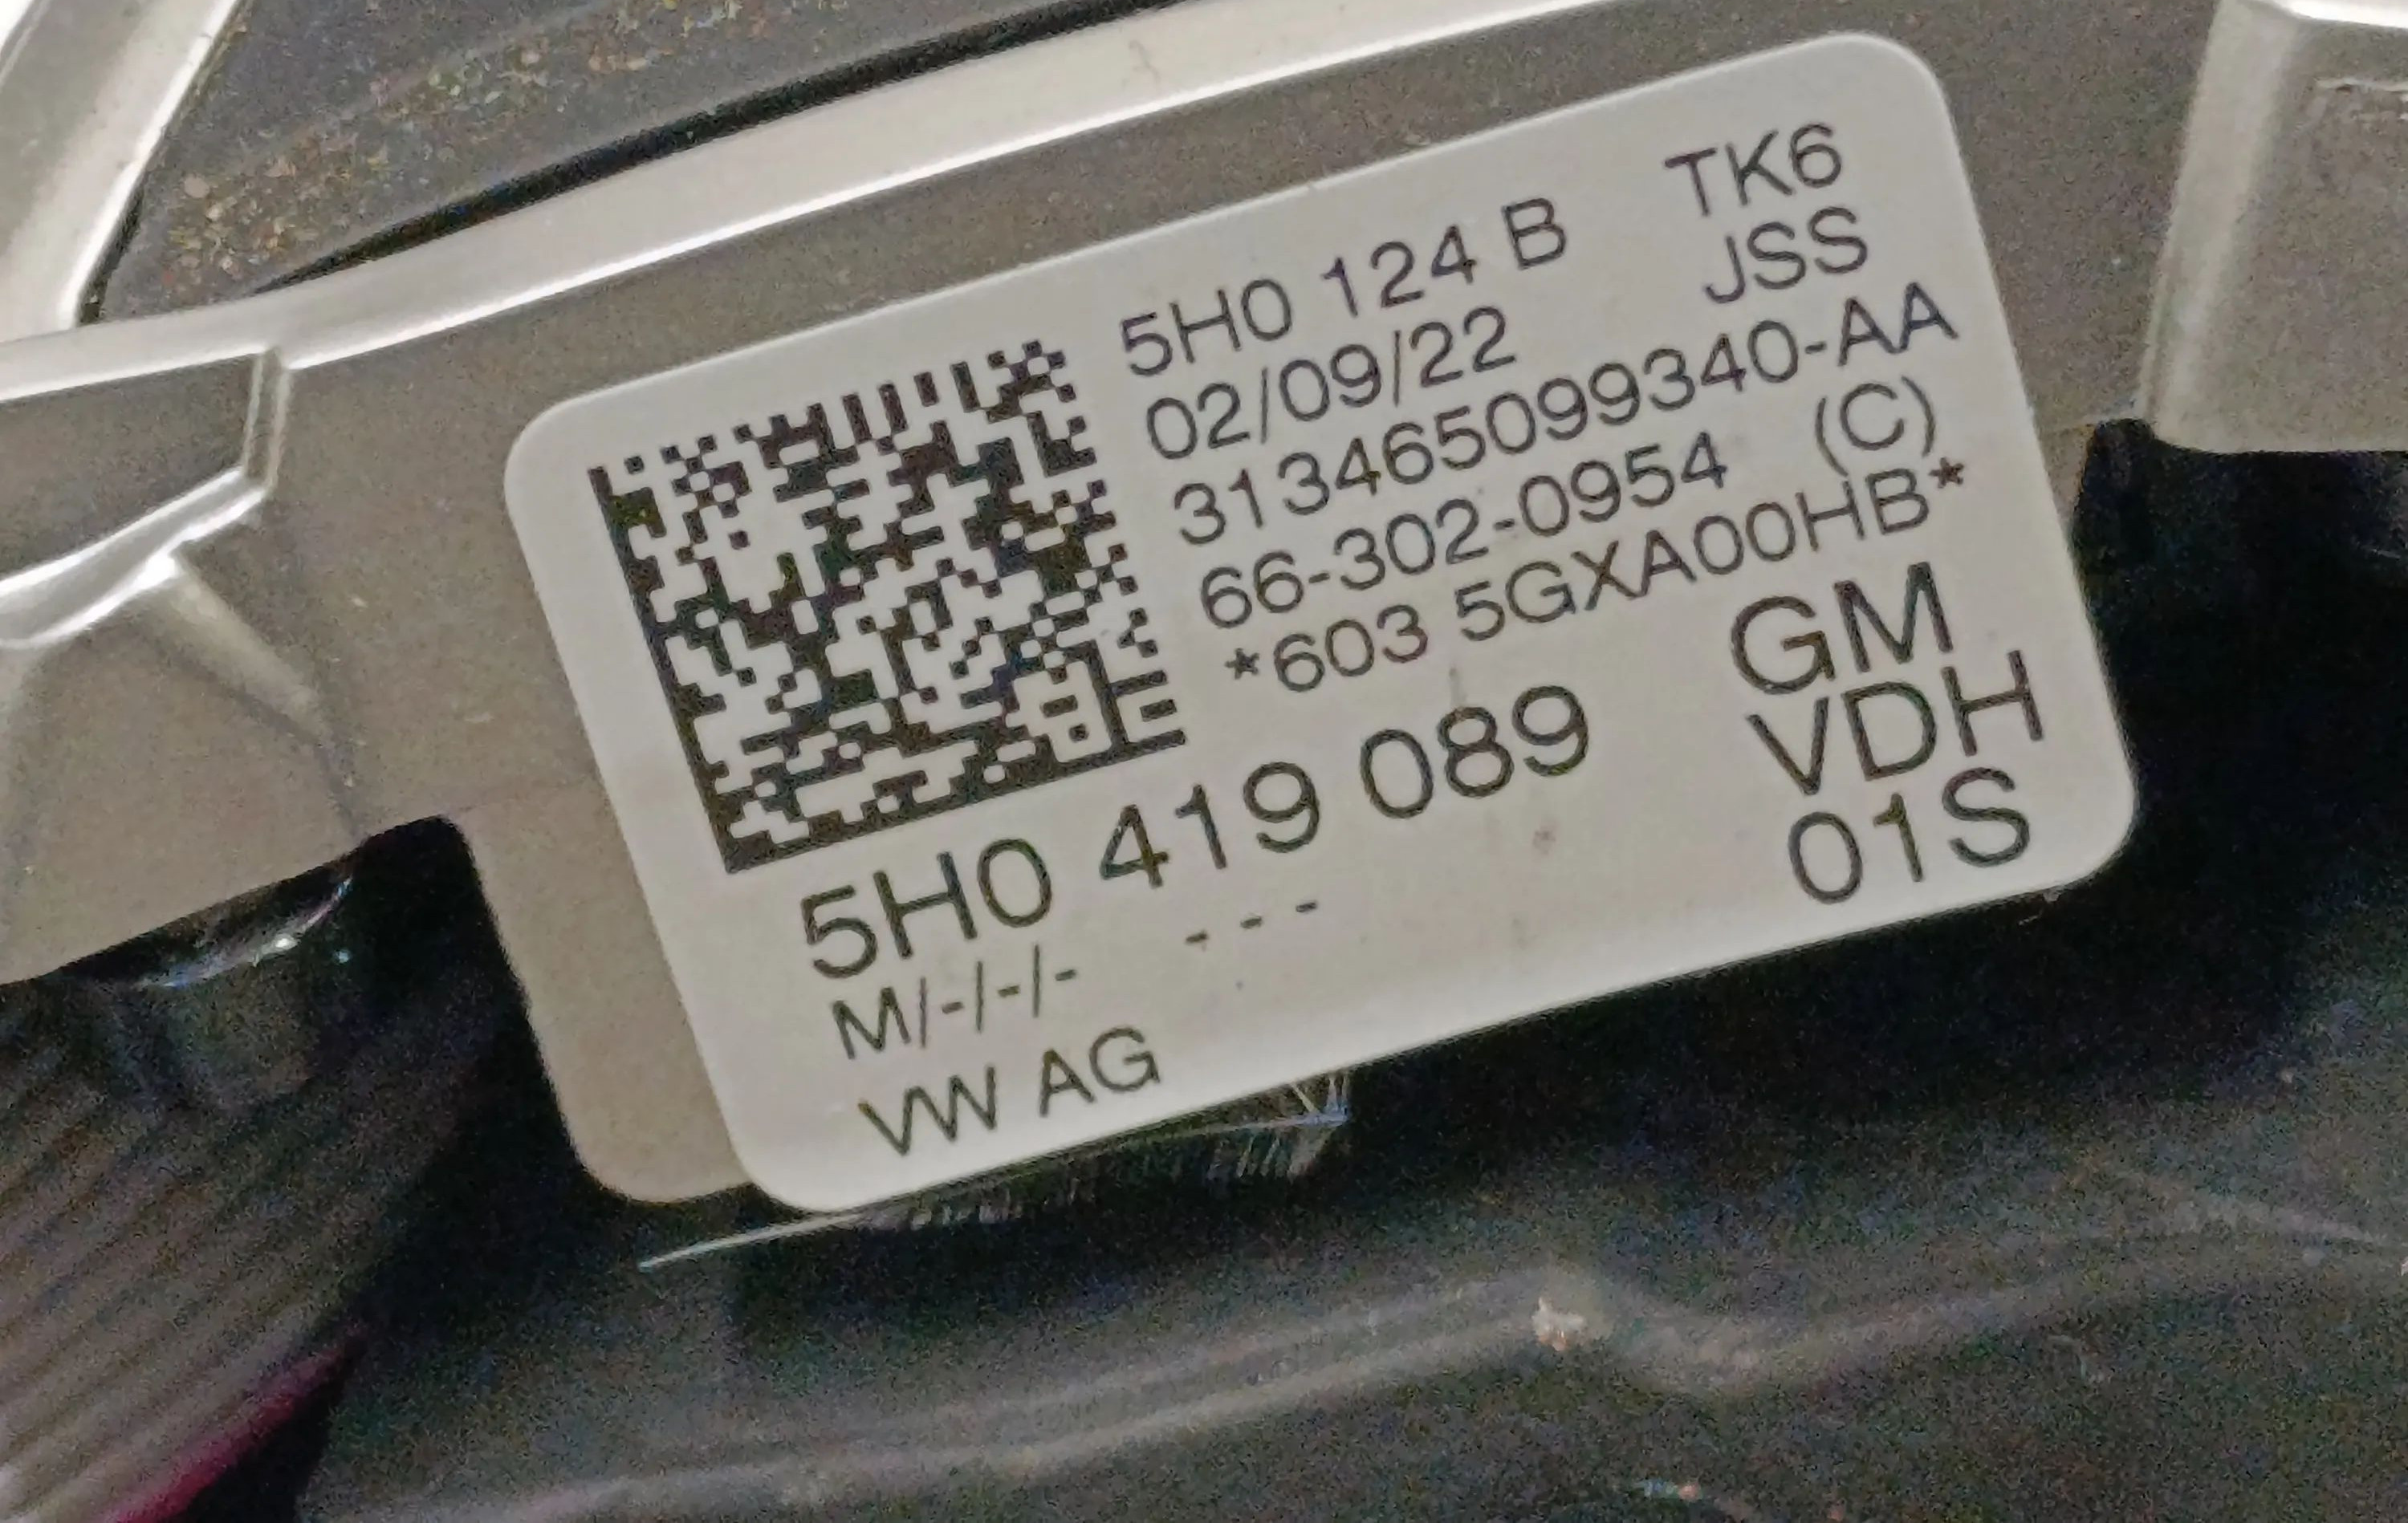 5H0 124 B TK6
02/09/22 JSS
313465099340-AA
66-302-0954 (C)
*603 5GXA00HB*
5H0 419 089 GM
M/-/-/- - - - VDH
VW AG 01S